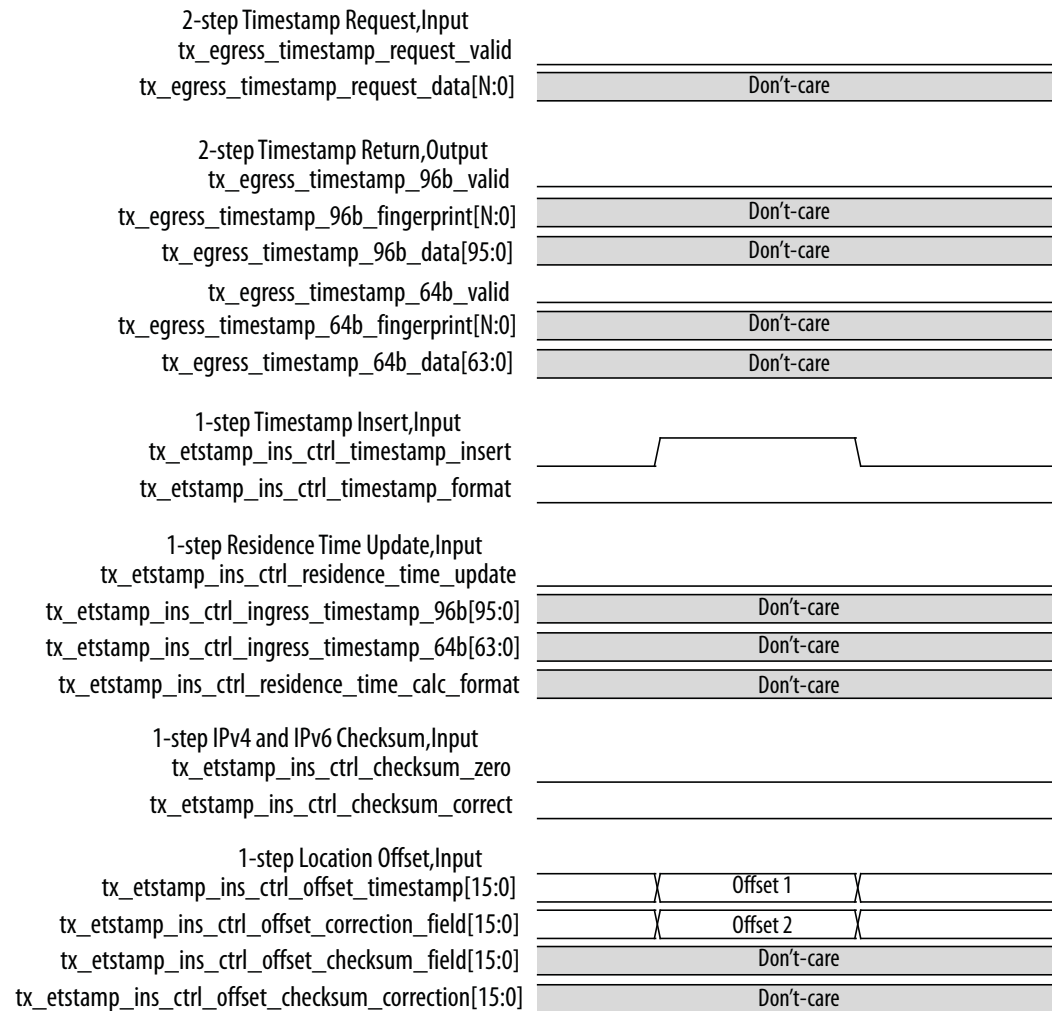 2-step Timestamp Request,Input
tx_egress_timestamp_request_valid
tx_egress_timestamp_request_data[N:0] Don't-care
2-step Timestamp Return,Output
tx_egress_timestamp_96b_valid
tx_egress_timestamp_96b_fingerprint[N:0] Don't-care
tx_egress_timestamp_96b_data[95:0] Don't-care
tx_egress_timestamp_64b_valid
tx_egress_timestamp_64b_fingerprint[N:0] Don't-care
tx_egress_timestamp_64b_data[63:0] Don't-care
1-step Timestamp Insert,Input
tx_etstamp_ins_ctrl_timestamp_insert
tx_etstamp_ins_ctrl_timestamp_format
1-step Residence Time Update,Input
tx_etstamp_ins_ctrl_residence_time_update
tx_etstamp_ins_ctrl_ingress_timestamp_96b[95:0] Don't-care
tx_etstamp_ins_ctrl_ingress_timestamp_64b[63:0] Don't-care
tx_etstamp_ins_ctrl_residence_time_calc_format Don't-care
1-step IPv4 and IPv6 Checksum,Input
tx_etstamp_ins_ctrl_checksum_zero
tx_etstamp_ins_ctrl_checksum_correct
1-step Location Offset,Input
tx_etstamp_ins_ctrl_offset_timestamp[15:0] Offset 1
tx_etstamp_ins_ctrl_offset_correction_field[15:0] Offset 2
tx_etstamp_ins_ctrl_offset_checksum_field[15:0] Don't-care
tx_etstamp_ins_ctrl_offset_checksum_correction[15:0] Don't-care